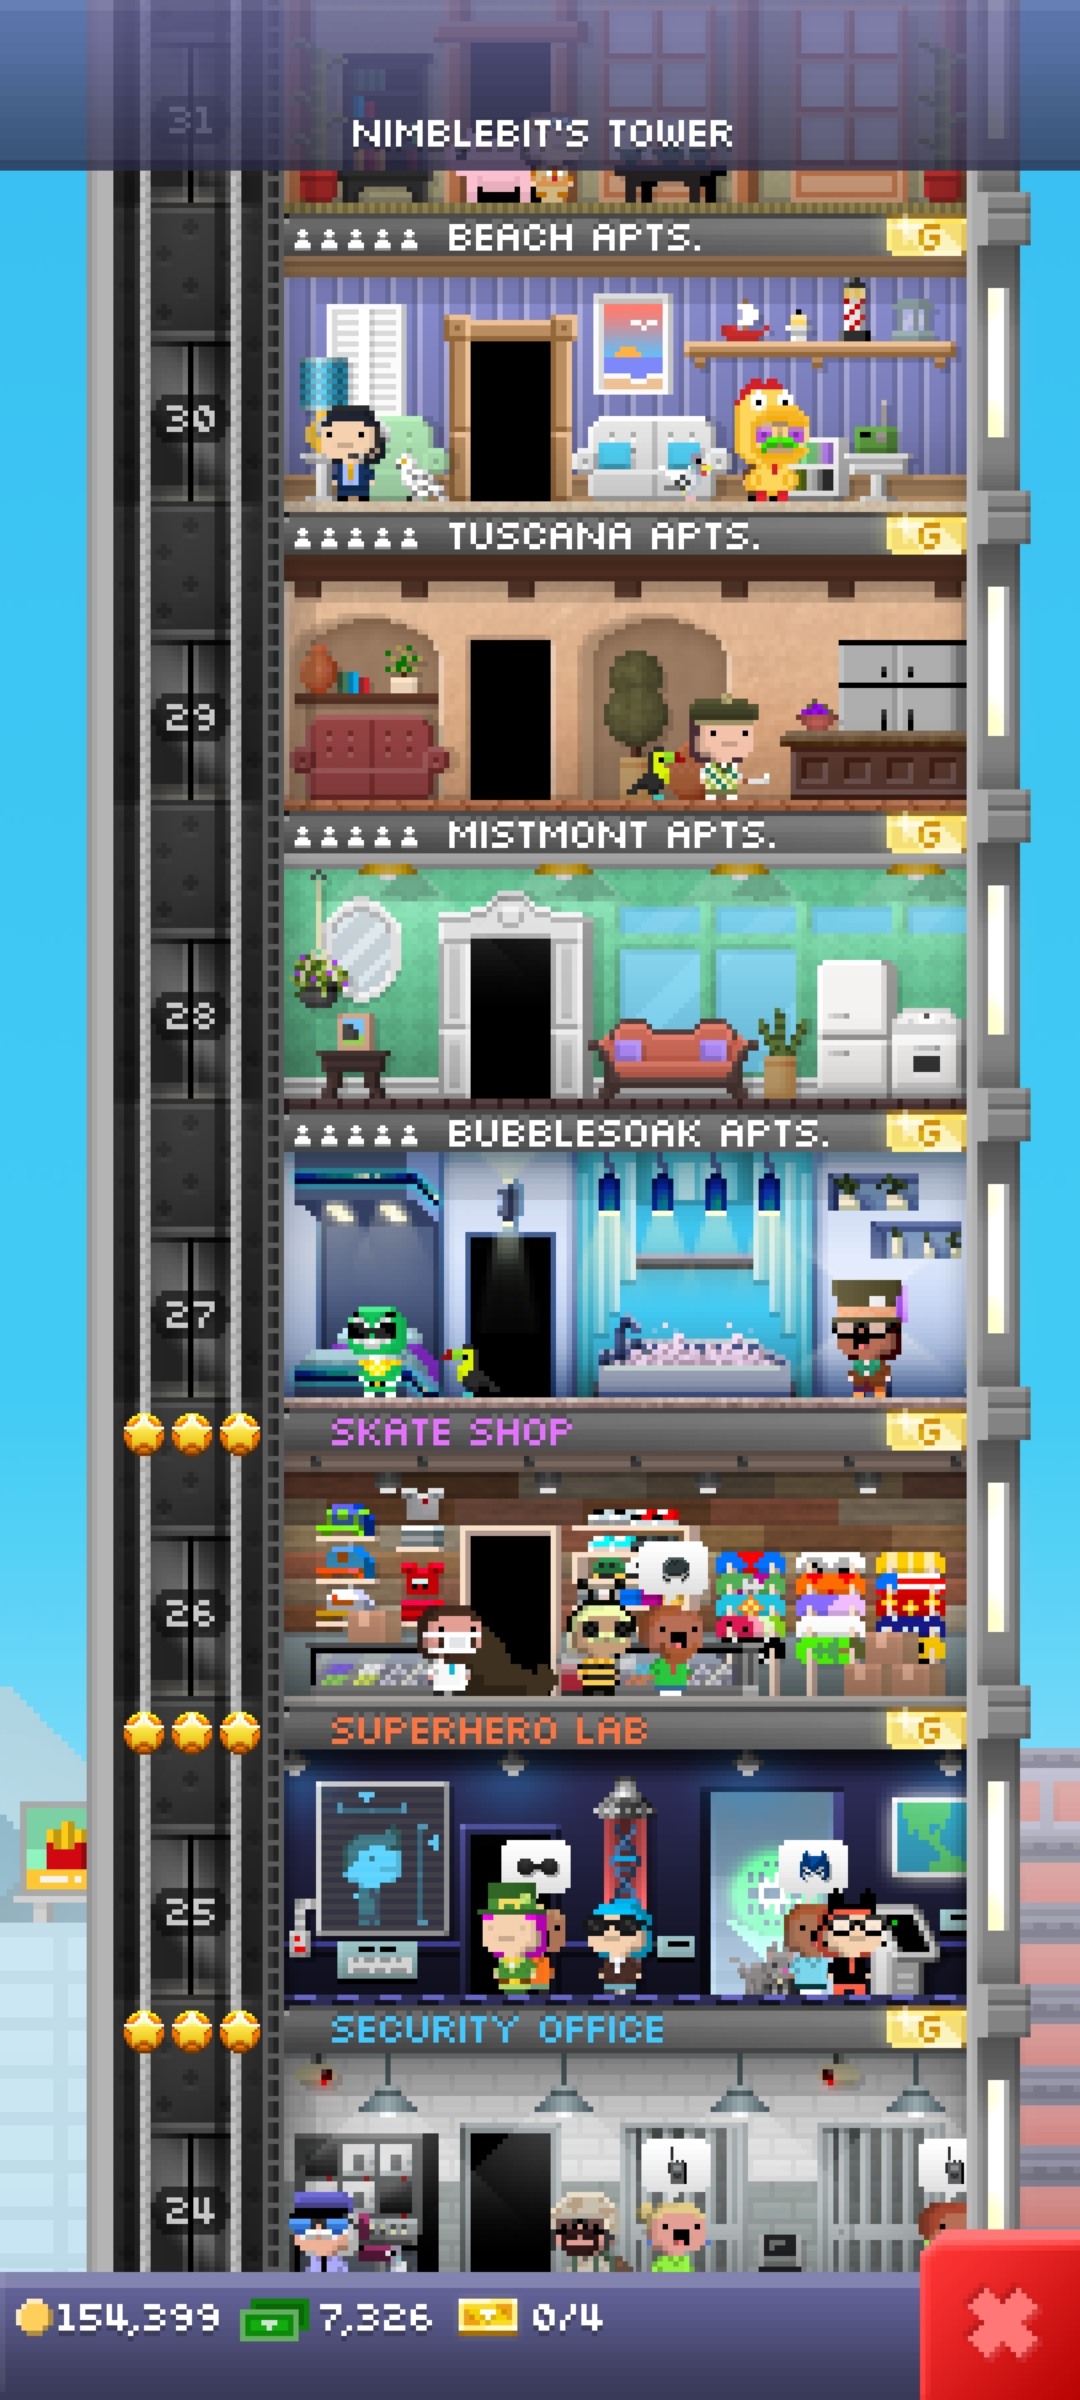 31
NIMBLEBIT'S TOWER
BEACH APTS. G
30
TUSCANA APTS. G
29
MISTMONT APTS. G
28
BUBBLESOAK APTS. G
27
SKATE SHOP G
26
SUPERHERO LAB G
25
SECURITY OFFICE G
24
154,399 7,326 0/4